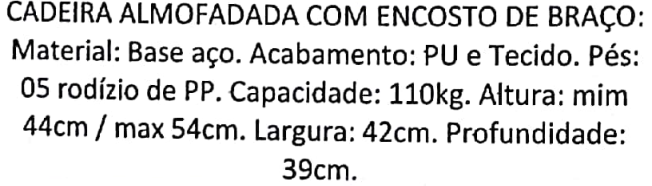 CADEIRA ALMOFADADA COM ENCOSTO DE BRAÇO:
Material: Base aço. Acabamento: PU e Tecido. Pés:
05 rodízio de PP. Capacidade: 110kg. Altura: mim
44cm / max 54cm. Largura: 42cm. Profundidade:
39cm.